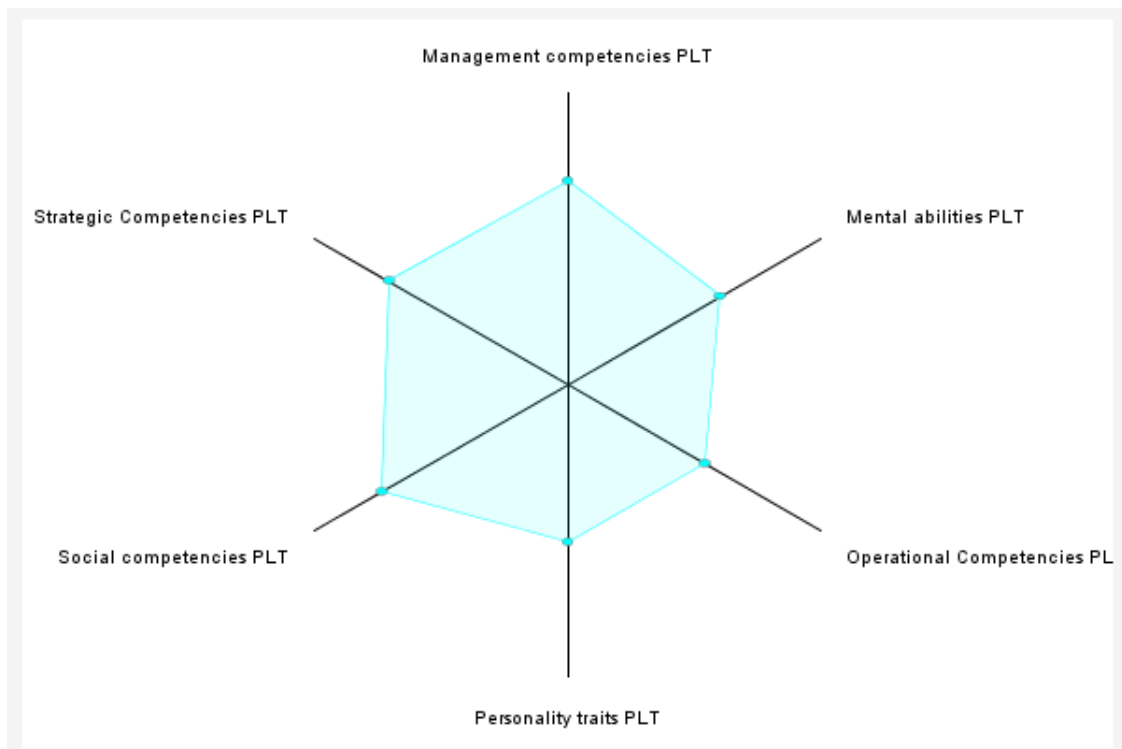 Management competencies PLT
Strategic Competencies PLT
Mental abilities PLT
Social competencies PLT
Operational Competencies PL
Personality traits PLT